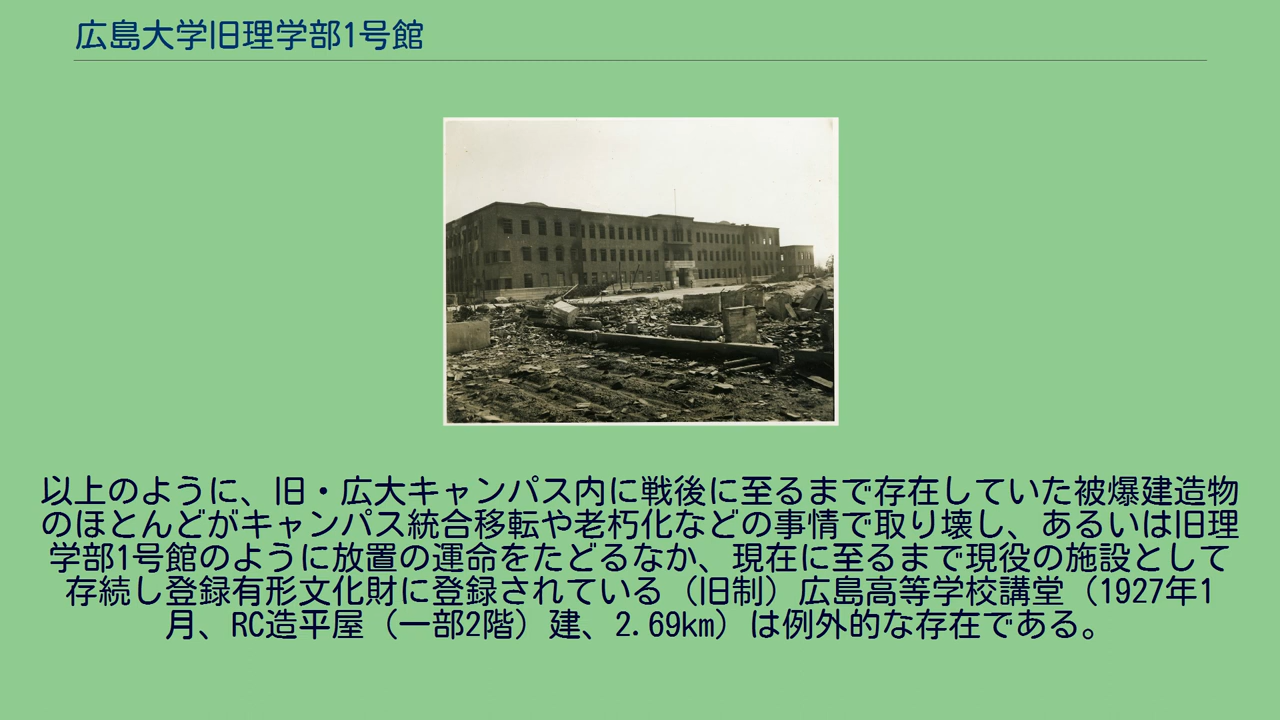 広島大学旧理学部1号館
以上のように、旧・広大キャンパス内に戦後に至るまで存在していた被爆建造物
のほとんどがキャンパス統合移転や老朽化などの事情で取り壊し、あるいは旧理
学部1号館のように放置の運命をたどるなか、現在に至るまで現役の施設として
存続し登録有形文化財に登録されている（旧制）広島高等学校講堂（1927年1
月、RC造平屋（一部2階）建、2.69km）は例外的な存在である。